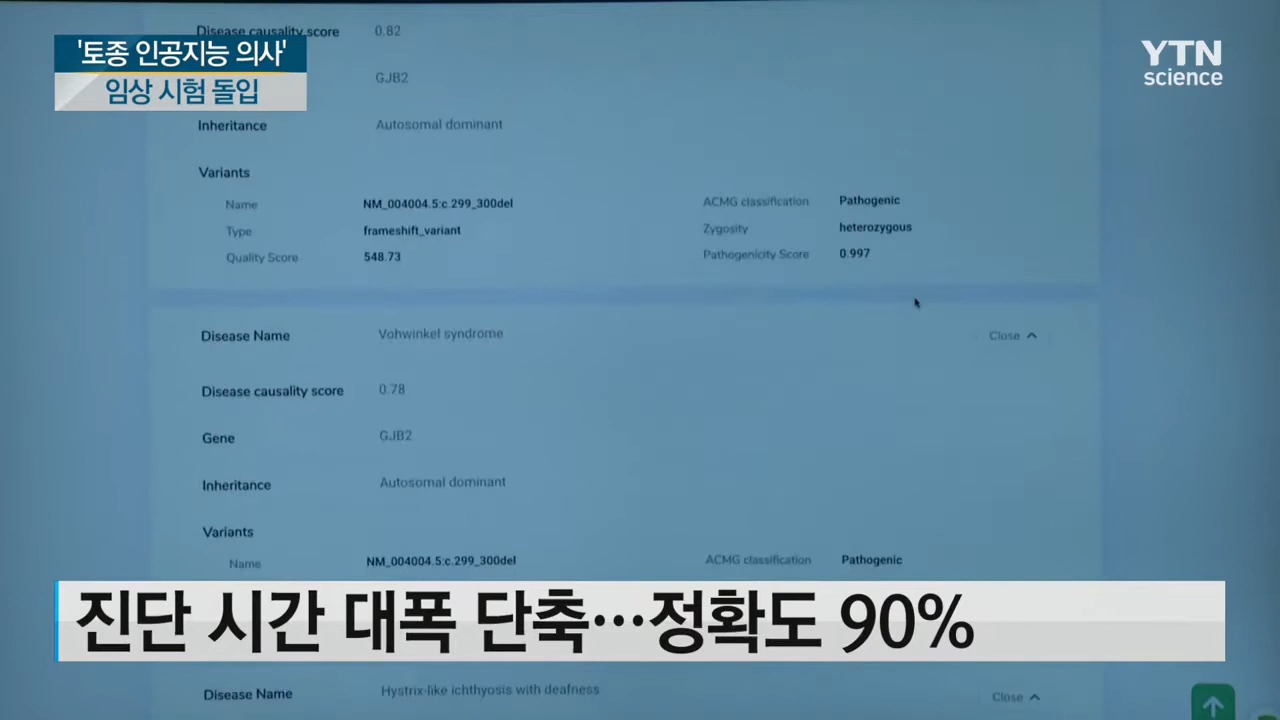 Disease causality score 0.82
'토종 인공지능 의사'
임상 시험 돌입
YTN
science
GJB2
Inheritance Autosomal dominant
Variants
Name NM_004004.5:c.299_300del ACMG classification Pathogenic
Type frameshift_variant Zygosity heterozygous
Quality Score 548.73 Pathogenicity Score 0.997
Disease Name Vohwinkel syndrome Close
Disease causality score 0.78
Gene GJB2
Inheritance Autosomal dominant
Variants
Name NM_004004.5:c.299_300del ACMG classification Pathogenic
진단 시간 대폭 단축…정확도 90%
Disease Name Hystrix-like ichthyosis with deafness Close